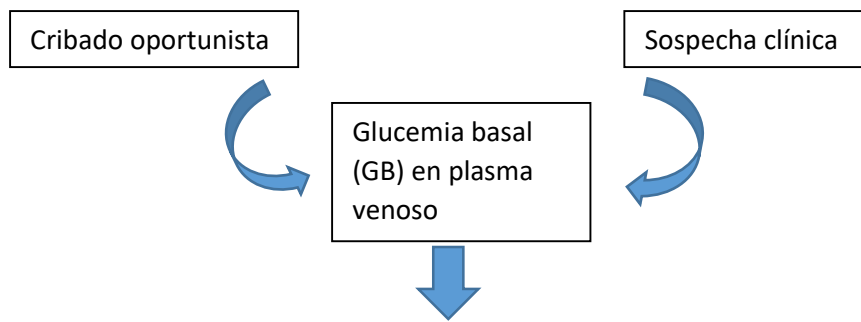 Cribado oportunista
Sospecha clínica
Glucemia basal
(GB) en plasma
venoso